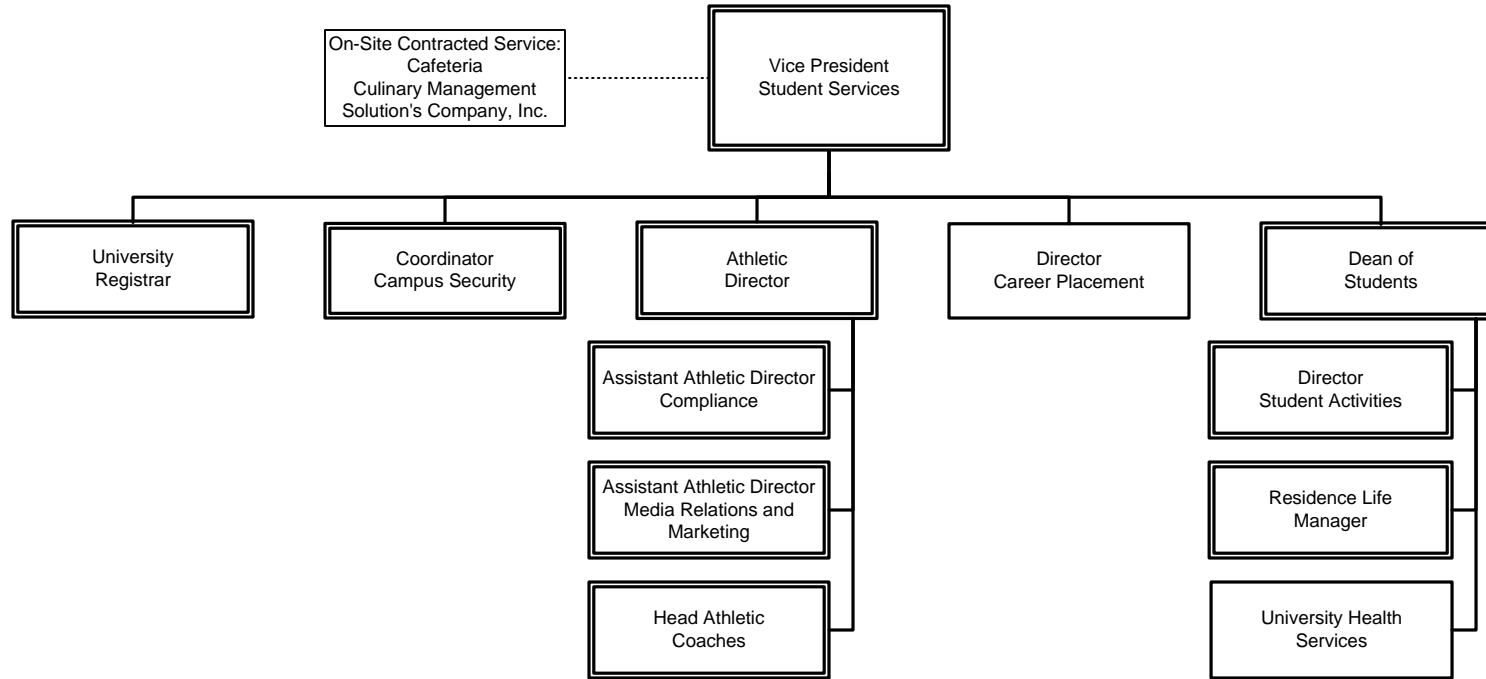 On-Site Contracted Service:
Cafeteria
Culinary Management
Solution's Company, Inc.
Vice President
Student Services
University
Registrar
Coordinator
Campus Security
Athletic
Director
Director
Career Placement
Dean of
Students
Assistant Athletic Director
Compliance
Director
Student Activities
Assistant Athletic Director
Media Relations and
Marketing
Residence Life
Manager
Head Athletic
Coaches
University Health
Services